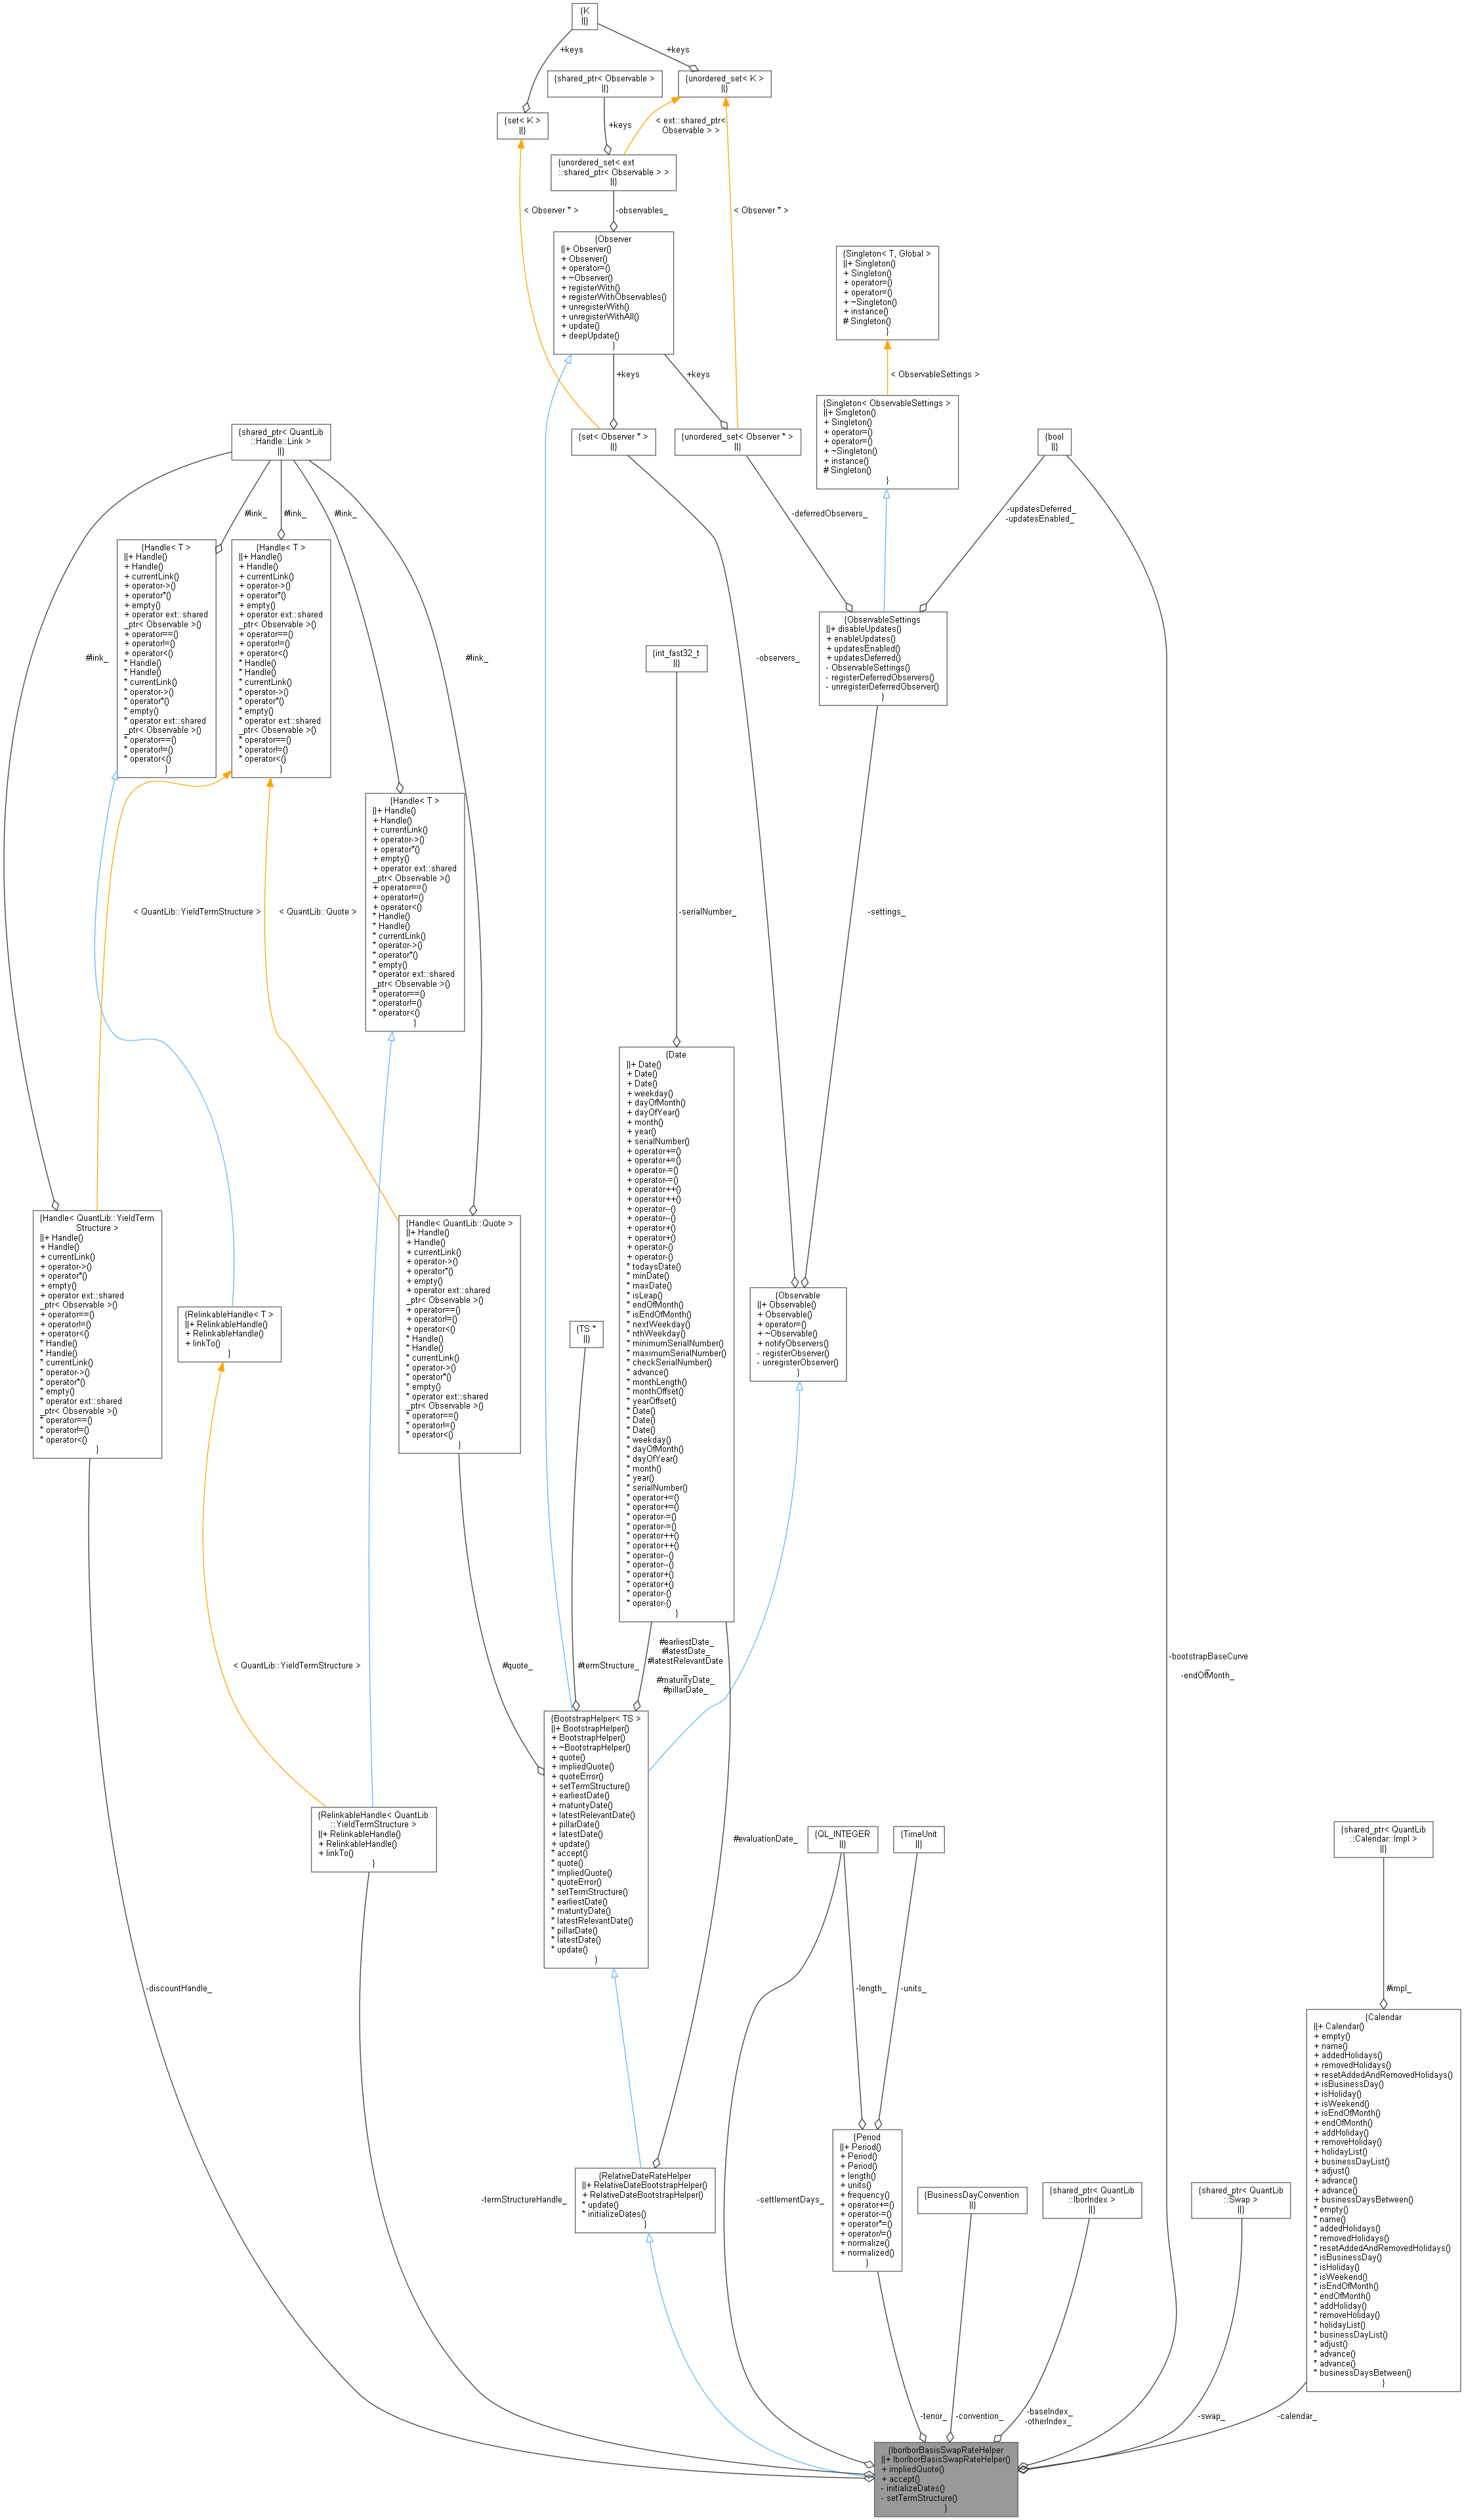 {K
||}
+keys
+keys
{shared_ptr< Observable >
||}
{unordered_set< K >
||}
{set< K >
||}
+keys
< ext::shared_ptr<
Observable > >
{unordered_set< ext
::shared_ptr< Observable > >
||}
< Observer * >
-observables_
< Observer * >
{Observer
||+ Observer()
+ Observer()
+ operator=()
+ ~Observer()
+ registerWith()
+ registerWithObservables()
+ unregisterWith()
+ unregisterWithAll()
+ update()
+ deepUpdate()
}
{Singleton< T, Global >
||+ Singleton()
+ Singleton()
+ operator=()
+ operator=()
+ ~Singleton()
+ instance()
# Singleton()
}
+keys
+keys
< ObservableSettings >
{Singleton< ObservableSettings >
||+ Singleton()
+ Singleton()
+ operator=()
+ operator=()
+ ~Singleton()
+ instance()
# Singleton()
}
{shared_ptr< QuantLib
::Handle::Link >
||}
{set< Observer * >
||}
{unordered_set< Observer * >
||}
{bool
||}
#link_
#link_
#link_
-deferredObservers_
-updatesDeferred_
-updatesEnabled_
{Handle< T >
||+ Handle()
+ Handle()
+ currentLink()
+ operator->()
+ operator*()
+ empty()
+ operator ext::shared
_ptr< Observable >()
+ operator==()
+ operator!=()
+ operator<()
* Handle()
* Handle()
* currentLink()
* operator->()
* operator*()
* empty()
* operator ext::shared
_ptr< Observable >()
* operator==()
* operator!=()
* operator<()
}
{Handle< T >
||+ Handle()
+ Handle()
+ currentLink()
+ operator->()
+ operator*()
+ empty()
+ operator ext::shared
_ptr< Observable >()
+ operator==()
+ operator!=()
+ operator<()
* Handle()
* Handle()
* currentLink()
* operator->()
* operator*()
* empty()
* operator ext::shared
_ptr< Observable >()
* operator==()
* operator!=()
* operator<()
}
{ObservableSettings
||+ disableUpdates()
+ enableUpdates()
+ updatesEnabled()
+ updatesDeferred()
- ObservableSettings()
- registerDeferredObservers()
- unregisterDeferredObserver()
}
#link_
#link_
-observers_
{int_fast32_t
||}
{Handle< T >
||+ Handle()
+ Handle()
+ currentLink()
+ operator->()
+ operator*()
+ empty()
+ operator ext::shared
_ptr< Observable >()
+ operator==()
+ operator!=()
+ operator<()
* Handle()
* Handle()
* currentLink()
* operator->()
* operator*()
* empty()
* operator ext::shared
_ptr< Observable >()
* operator==()
* operator!=()
* operator<()
}
< QuantLib::YieldTermStructure >
< QuantLib::Quote >
-serialNumber_
-settings_
{Date
||+ Date()
+ Date()
+ Date()
+ weekday()
+ dayOfMonth()
+ dayOfYear()
+ month()
+ year()
+ serialNumber()
+ operator+=()
+ operator+=()
+ operator-=()
+ operator-=()
+ operator++()
+ operator++()
+ operator--()
+ operator--()
+ operator+()
+ operator+()
+ operator-()
+ operator-()
* todaysDate()
* minDate()
* maxDate()
* isLeap()
* endOfMonth()
* isEndOfMonth()
* nextWeekday()
* nthWeekday()
* minimumSerialNumber()
* maximumSerialNumber()
* checkSerialNumber()
* advance()
* monthLength()
* monthOffset()
* yearOffset()
* Date()
* Date()
* Date()
* weekday()
* dayOfMonth()
* dayOfYear()
* month()
* year()
* serialNumber()
* operator+=()
* operator+=()
* operator-=()
* operator-=()
* operator++()
* operator++()
* operator--()
* operator--()
* operator+()
* operator+()
* operator-()
* operator-()
}
{Handle< QuantLib::YieldTerm
Structure >
||+ Handle()
+ Handle()
+ currentLink()
+ operator->()
+ operator*()
+ empty()
+ operator ext::shared
_ptr< Observable >()
+ operator==()
+ operator!=()
+ operator<()
* Handle()
* Handle()
* currentLink()
* operator->()
* operator*()
* empty()
* operator ext::shared
_ptr< Observable >()
* operator==()
* operator!=()
* operator<()
}
{RelinkableHandle< T >
||+ RelinkableHandle()
+ RelinkableHandle()
+ linkTo()
}
{Handle< QuantLib::Quote >
||+ Handle()
+ Handle()
+ currentLink()
+ operator->()
+ operator*()
+ empty()
+ operator ext::shared
_ptr< Observable >()
+ operator==()
+ operator!=()
+ operator<()
* Handle()
* Handle()
* currentLink()
* operator->()
* operator*()
* empty()
* operator ext::shared
_ptr< Observable >()
* operator==()
* operator!=()
* operator<()
}
{TS *
||}
{Observable
||+ Observable()
+ Observable()
+ operator=()
+ ~Observable()
+ notifyObservers()
- registerObserver()
- unregisterObserver()
}
< QuantLib::YieldTermStructure >
#quote_
#termStructure_
#earliestDate_
#latestDate_
#latestRelevantDate
_
#maturityDate_
#pillarDate_
-bootstrapBaseCurve
_
-endOfMonth_
{BootstrapHelper< TS >
||+ BootstrapHelper()
+ BootstrapHelper()
+ ~BootstrapHelper()
+ quote()
+ impliedQuote()
+ quoteError()
+ setTermStructure()
+ earliestDate()
+ maturityDate()
+ latestRelevantDate()
+ pillarDate()
+ latestDate()
+ update()
* accept()
* quote()
* impliedQuote()
* quoteError()
* setTermStructure()
* earliestDate()
* maturityDate()
* latestRelevantDate()
* pillarDate()
* latestDate()
* update()
}
{RelinkableHandle< QuantLib
::YieldTermStructure >
||+ RelinkableHandle()
+ RelinkableHandle()
+ linkTo()
}
#evaluationDate_
{QL_INTEGER
||}
{TimeUnit
||}
{shared_ptr< QuantLib
::Calendar::Impl >
||}
-discountHandle_
-length_
-units_
#impl_
{Calendar
||+ Calendar()
+ empty()
+ name()
+ addedHolidays()
+ removedHolidays()
+ resetAddedAndRemovedHolidays()
+ isBusinessDay()
+ isHoliday()
+ isWeekend()
+ isEndOfMonth()
+ endOfMonth()
+ addHoliday()
+ removeHoliday()
+ holidayList()
+ businessDayList()
+ adjust()
+ advance()
+ advance()
+ businessDaysBetween()
* empty()
* name()
* addedHolidays()
* removedHolidays()
* resetAddedAndRemovedHolidays()
* isBusinessDay()
* isHoliday()
* isWeekend()
* isEndOfMonth()
* endOfMonth()
* addHoliday()
* removeHoliday()
* holidayList()
* businessDayList()
* adjust()
* advance()
* advance()
* businessDaysBetween()
}
{Period
||+ Period()
+ Period()
+ Period()
+ length()
+ units()
+ frequency()
+ operator+=()
+ operator-=()
+ operator*=()
+ operator/=()
+ normalize()
+ normalized()
}
{RelativeDateRateHelper
||+ RelativeDateBootstrapHelper()
+ RelativeDateBootstrapHelper()
* update()
* initializeDates()
}
-termStructureHandle_
-settlementDays_
{BusinessDayConvention
||}
{shared_ptr< QuantLib
::IborIndex >
||}
{shared_ptr< QuantLib
::Swap >
||}
-tenor_
-convention_
-baseIndex_
-otherIndex_
-swap_
-calendar_
{IborIborBasisSwapRateHelper
||+ IborIborBasisSwapRateHelper()
+ impliedQuote()
+ accept()
- initializeDates()
- setTermStructure()
}